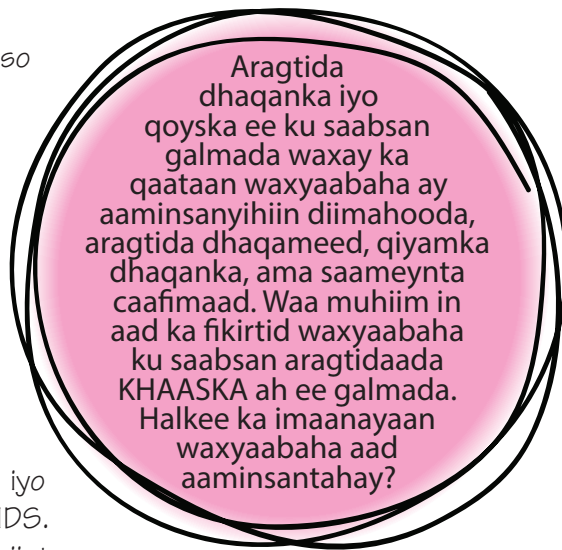 so
Aragtida
dhaqanka iyo
qoyska ee ku saabsan
galmada waxay ka
qaataan waxyaabaha ay
aaminsanyihiin diimahooda,
aragtida dhaqameed, qiyamka
dhaqanka, ama saameynta
caafimaad. Waa muhiim in
aad ka fikirtid waxyaabaha
ku saabsan aragtidaada
KHAASKA ah ee galmada.
Halkee ka imaanayaan
waxyaabaha aad
aaminsantahay?
iyo